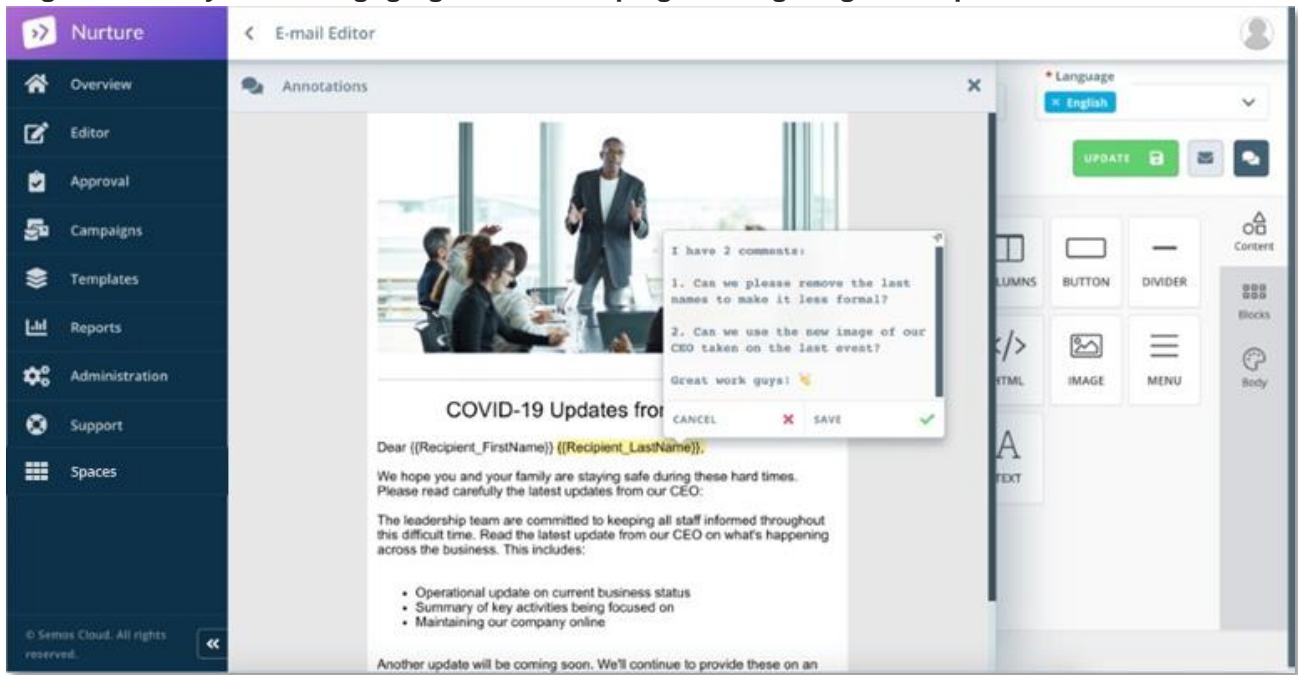 Nurture
E-mail Editor
Overview
Editor
Approval
Campaigns
Templates
Reports
Administration
Support
Spaces
© Semos Cloud. All rights
reserved.
Annotations
* Language
× English
UPDATE
I have 2 comments:
1. Can we please remove the last
names to make it less formal?
2. Can we use the new image of our
CEO taken on the last event?
Great work guys!
CANCEL
SAVE
COVID-19 Updates from
Dear {{Recipient_FirstName}} {{Recipient_LastName}},
We hope you and your family are staying safe during these hard times.
Please read carefully the latest updates from our CEO:
The leadership team are committed to keeping all staff informed throughout
this difficult time. Read the latest update from our CEO on what's happening
across the business. This includes:
• Operational update on current business status
• Summary of key activities being focused on
• Maintaining our company online
Another update will be coming soon. We'll continue to provide these on an
BUTTON
DIVIDER
HTML
IMAGE
MENU
TEXT
Content
Blocks
Body